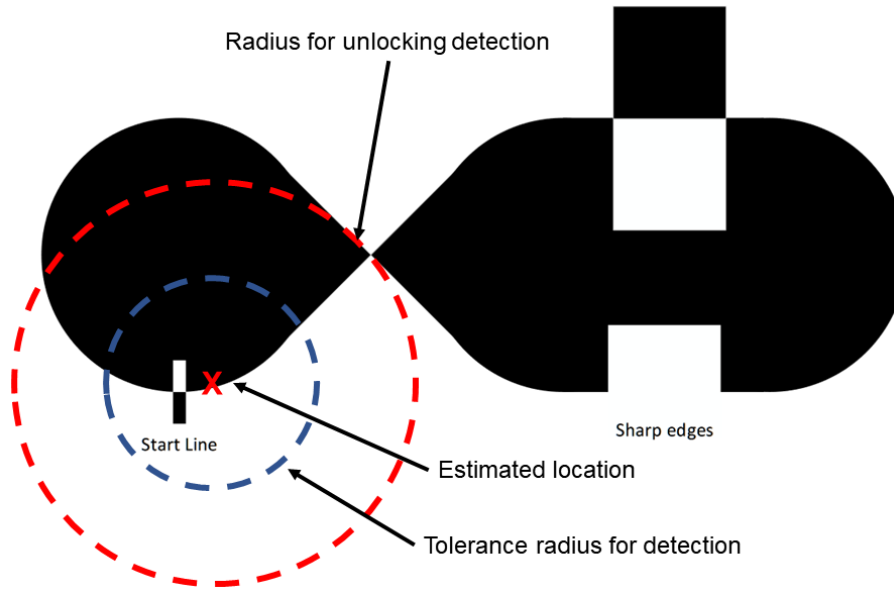 Radius for unlocking detection
Start Line
Sharp edges
Estimated location
Tolerance radius for detection